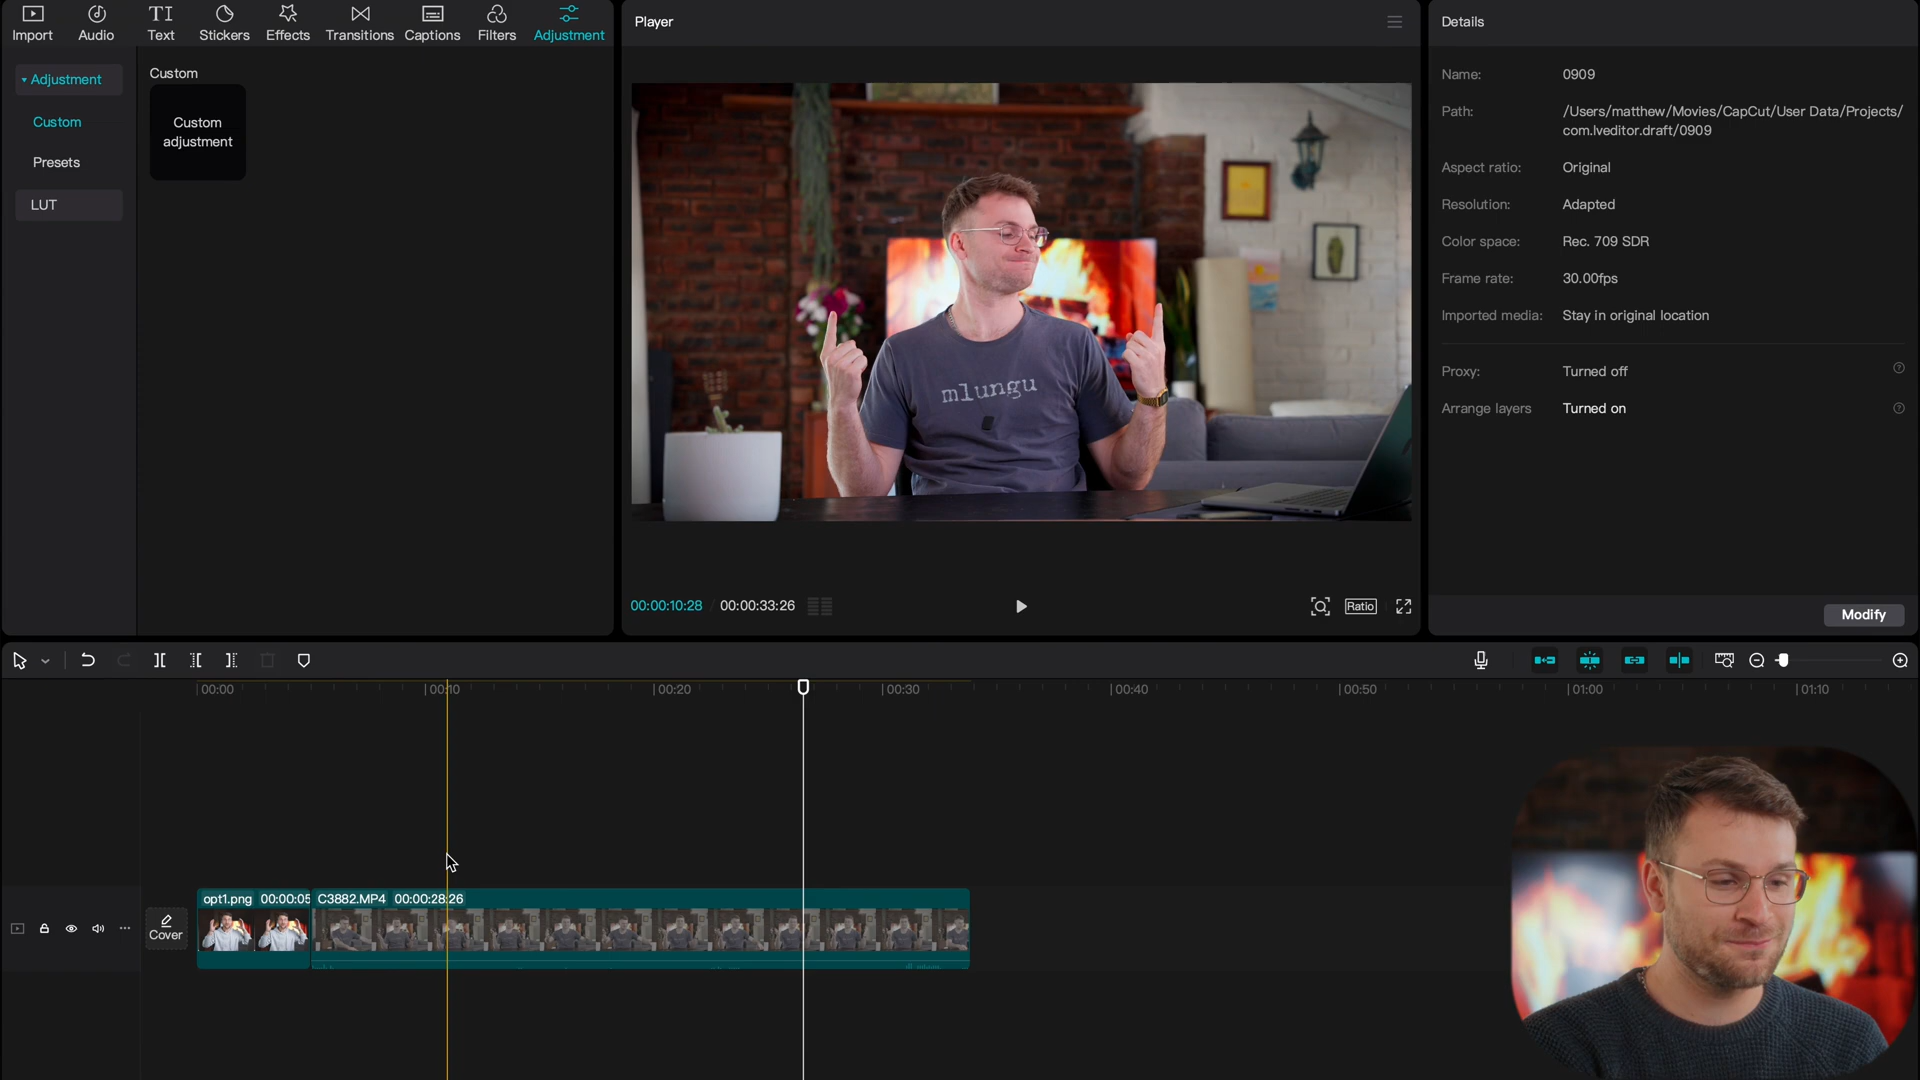 Import Audio Text Stickers Effects Transitions Captions Filters Adjustment
Adjustment
Custom
Presets
LUT
Custom
Custom
adjustment
Player
mlungu
00:00:10:28 / 00:00:33:26
Ratio
Details
Name: 0909
Path: /Users/matthew/Movies/CapCut/User Data/Projects/
com.lveditor.draft/0909
Aspect ratio: Original
Resolution: Adapted
Color space: Rec. 709 SDR
Frame rate: 30.00fps
Imported media: Stay in original location
Proxy: Turned off
Arrange layers Turned on
Modify
00:00 00:10 00:20 00:30 00:40 00:50 01:00 01:10
opt1.png 00:00:05 C3882.MP4 00:00:28:26
Cover